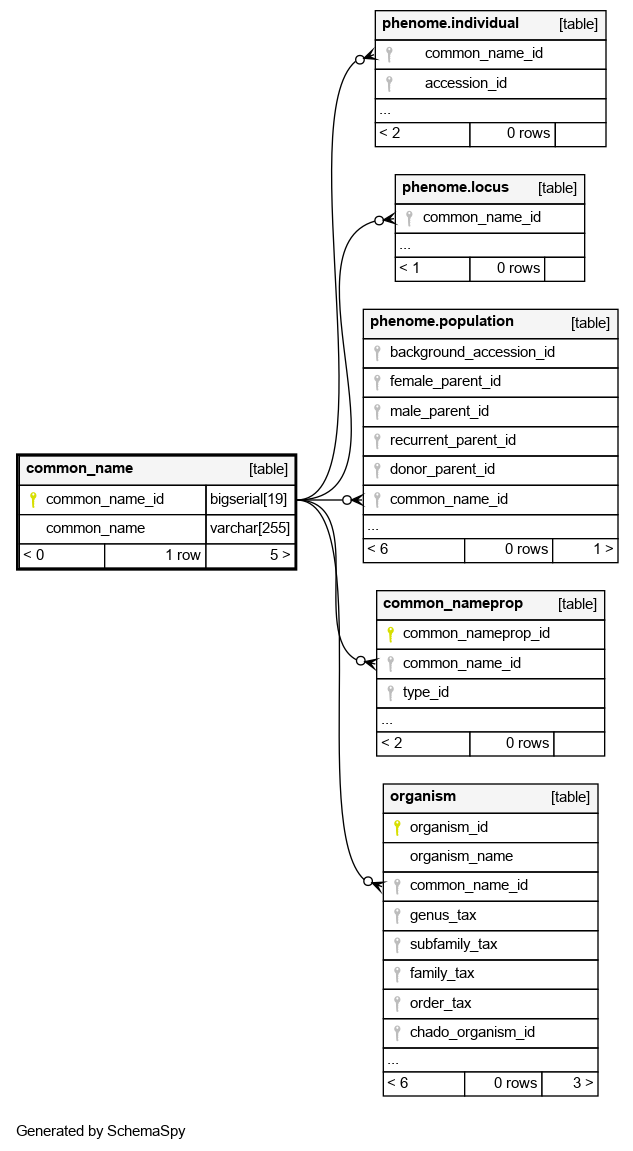 phenome.individual [table]
common_name_id
accession_id
...
< 2 0 rows
phenome.locus [table]
common_name_id
...
< 1 0 rows
phenome.population [table]
background_accession_id
female_parent_id
male_parent_id
recurrent_parent_id
donor_parent_id
common_name_id
...
< 6 0 rows 1 >
common_name [table]
common_name_id bigserial[19]
common_name varchar[255]
< 0 1 row 5 >
common_nameprop [table]
common_nameprop_id
common_name_id
type_id
...
< 2 0 rows
organism [table]
organism_id
organism_name
common_name_id
genus_tax
subfamily_tax
family_tax
order_tax
chado_organism_id
...
< 6 0 rows 3 >
Generated by SchemaSpy